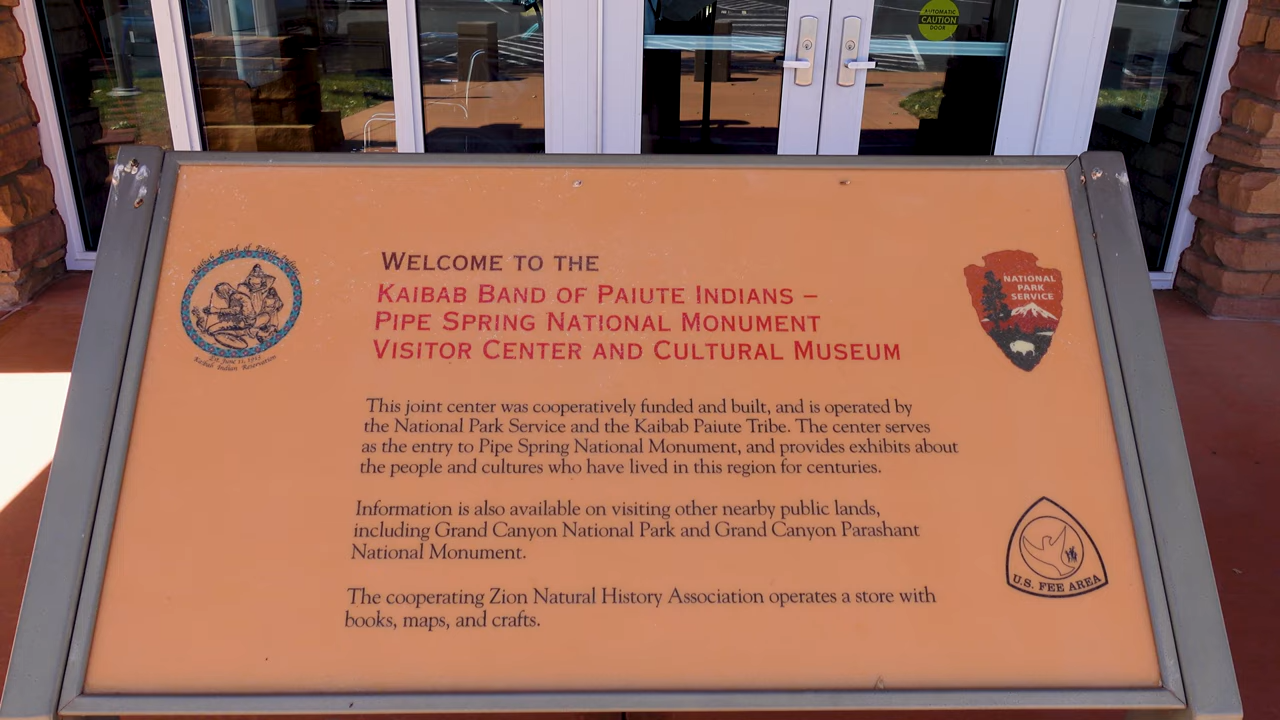 AUTOMATIC
CAUTION
DOOR
Kaibab Band of Paiute Indians
WELCOME TO THE
KAIBAB BAND OF PAIUTE INDIANS –
PIPE SPRING NATIONAL MONUMENT
VISITOR CENTER AND CULTURAL MUSEUM
NATIONAL
PARK
SERVICE
Est. June 11, 1913
Kaibab Indian Reservation
This joint center was cooperatively funded and built, and is operated by
the National Park Service and the Kaibab Paiute Tribe. The center serves
as the entry to Pipe Spring National Monument, and provides exhibits about
the people and cultures who have lived in this region for centuries.
Information is also available on visiting other nearby public lands,
including Grand Canyon National Park and Grand Canyon Parashant
National Monument.
The cooperating Zion Natural History Association operates a store with
books, maps, and crafts.
U.S. FEE AREA